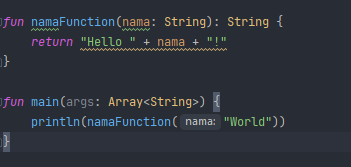 fun namaFunction(nama: String): String {
    return "Hello " + nama + "!"
}
fun main(args: Array<String>) {
    println(namaFunction( nama: "World"))
}